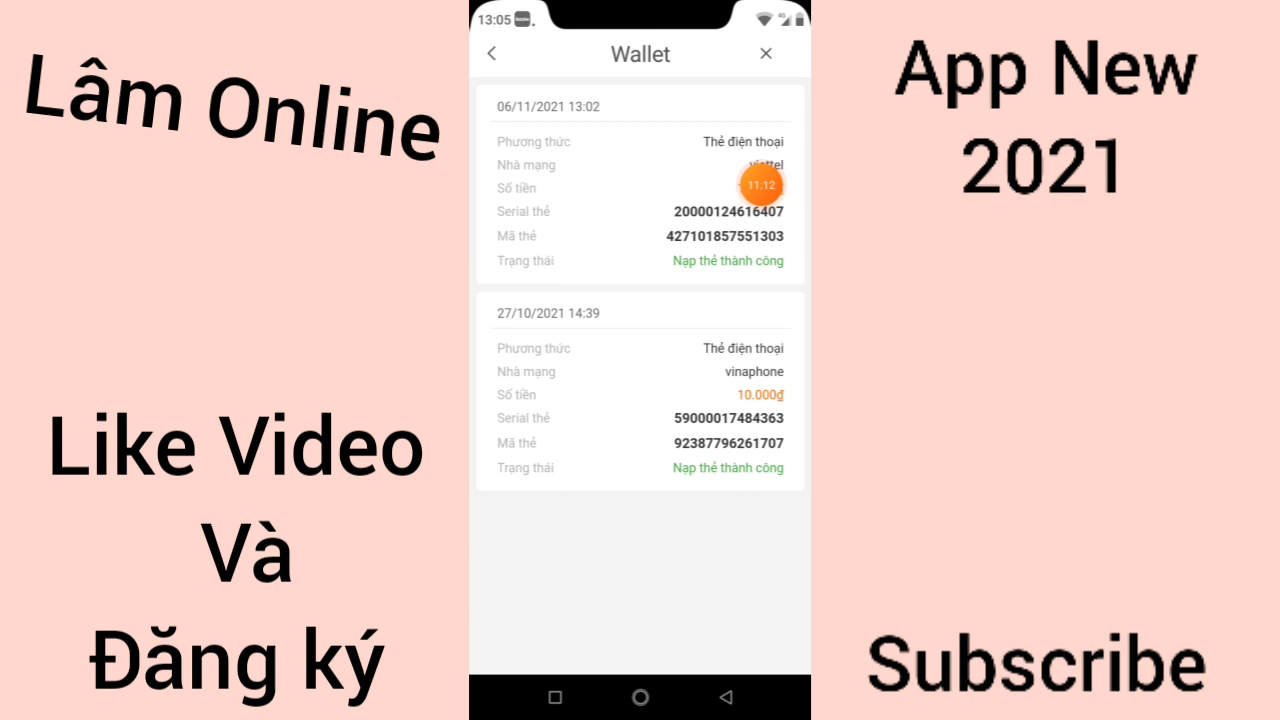 Lâm Online
Like Video
Và
Đăng ký
13:05
Wallet
06/11/2021 13:02
Phương thức Thẻ điện thoại
Nhà mạng viettel
Số tiền
11:12
Serial thẻ 20000124616407
Mã thẻ 427101857551303
Trạng thái Nạp thẻ thành công
27/10/2021 14:39
Phương thức Thẻ điện thoại
Nhà mạng vinaphone
Số tiền 10.000₫
Serial thẻ 59000017484363
Mã thẻ 92387796261707
Trạng thái Nạp thẻ thành công
App New
2021
Subscribe